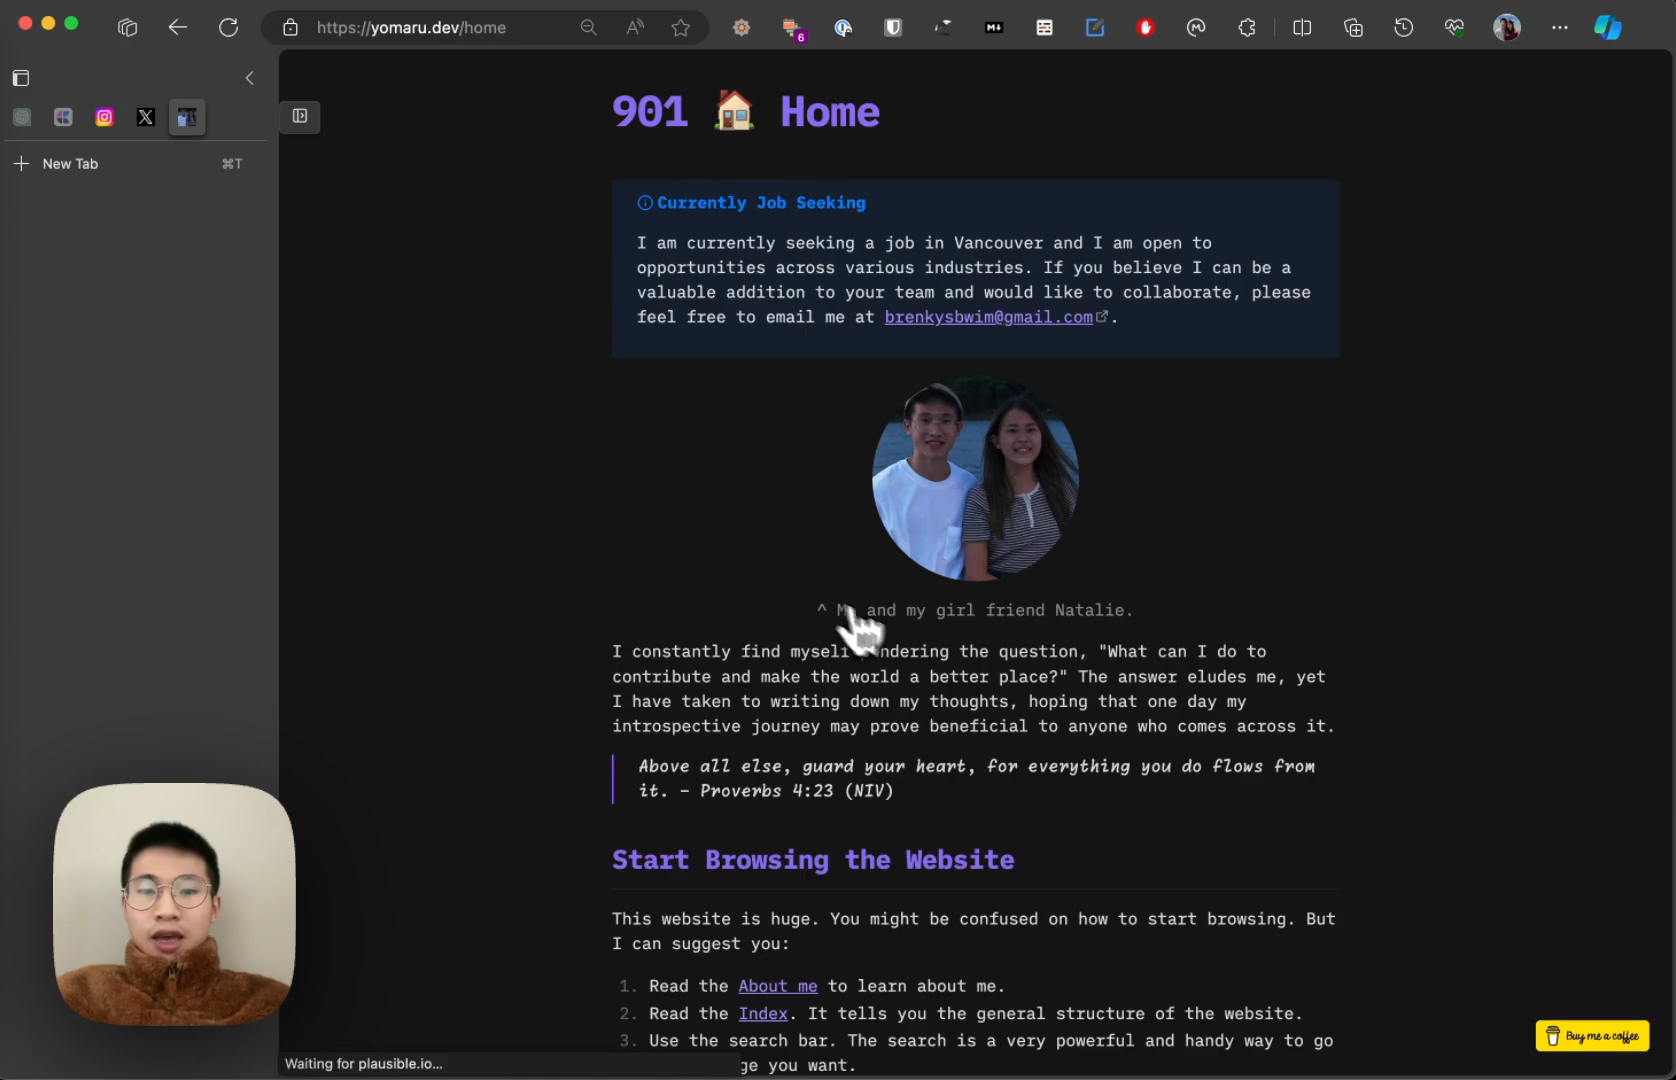 https://yomaru.dev/home
6
New Tab
⌘T
901 🏠 Home
Currently Job Seeking
I am currently seeking a job in Vancouver and I am open to
opportunities across various industries. If you believe I can be a
valuable addition to your team and would like to collaborate, please
feel free to email me at brenkysbwim@gmail.com.
^ and my girl friend Natalie.
I constantly find myself the question, "What can I do to
contribute and make the world a better place?" The answer eludes me, yet
I have taken to writing down my thoughts, hoping that one day my
introspective journey may prove beneficial to anyone who comes across it.
Above all else, guard your heart, for everything you do flows from
it. - Proverbs 4:23 (NIV)
Start Browsing the Website
This website is huge. You might be confused on how to start browsing. But
I can suggest you:
1. Read the About me to learn about me.
2. Read the Index. It tells you the general structure of the website.
3. Use the search bar. The search is a very powerful and handy way to go
you want.
Buy me a coffee
Waiting for plausible.io...